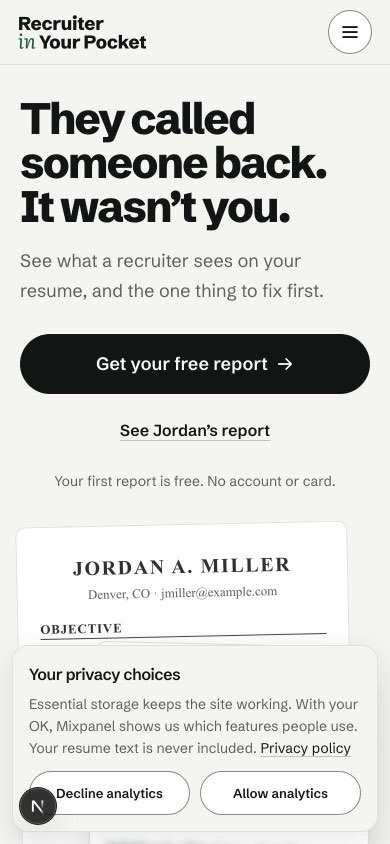 Recruiter
in Your Pocket
They called
someone back.
It wasn’t you.
See what a recruiter sees on your
resume, and the one thing to fix first.
Get your free report →
See Jordan’s report
Your first report is free. No account or card.
JORDAN A. MILLER
Denver, CO · jmiller@example.com
OBJECTIVE
Your privacy choices
Essential storage keeps the site working. With your
OK, Mixpanel shows us which features people use.
Your resume text is never included. Privacy policy
Decline analytics
Allow analytics
N